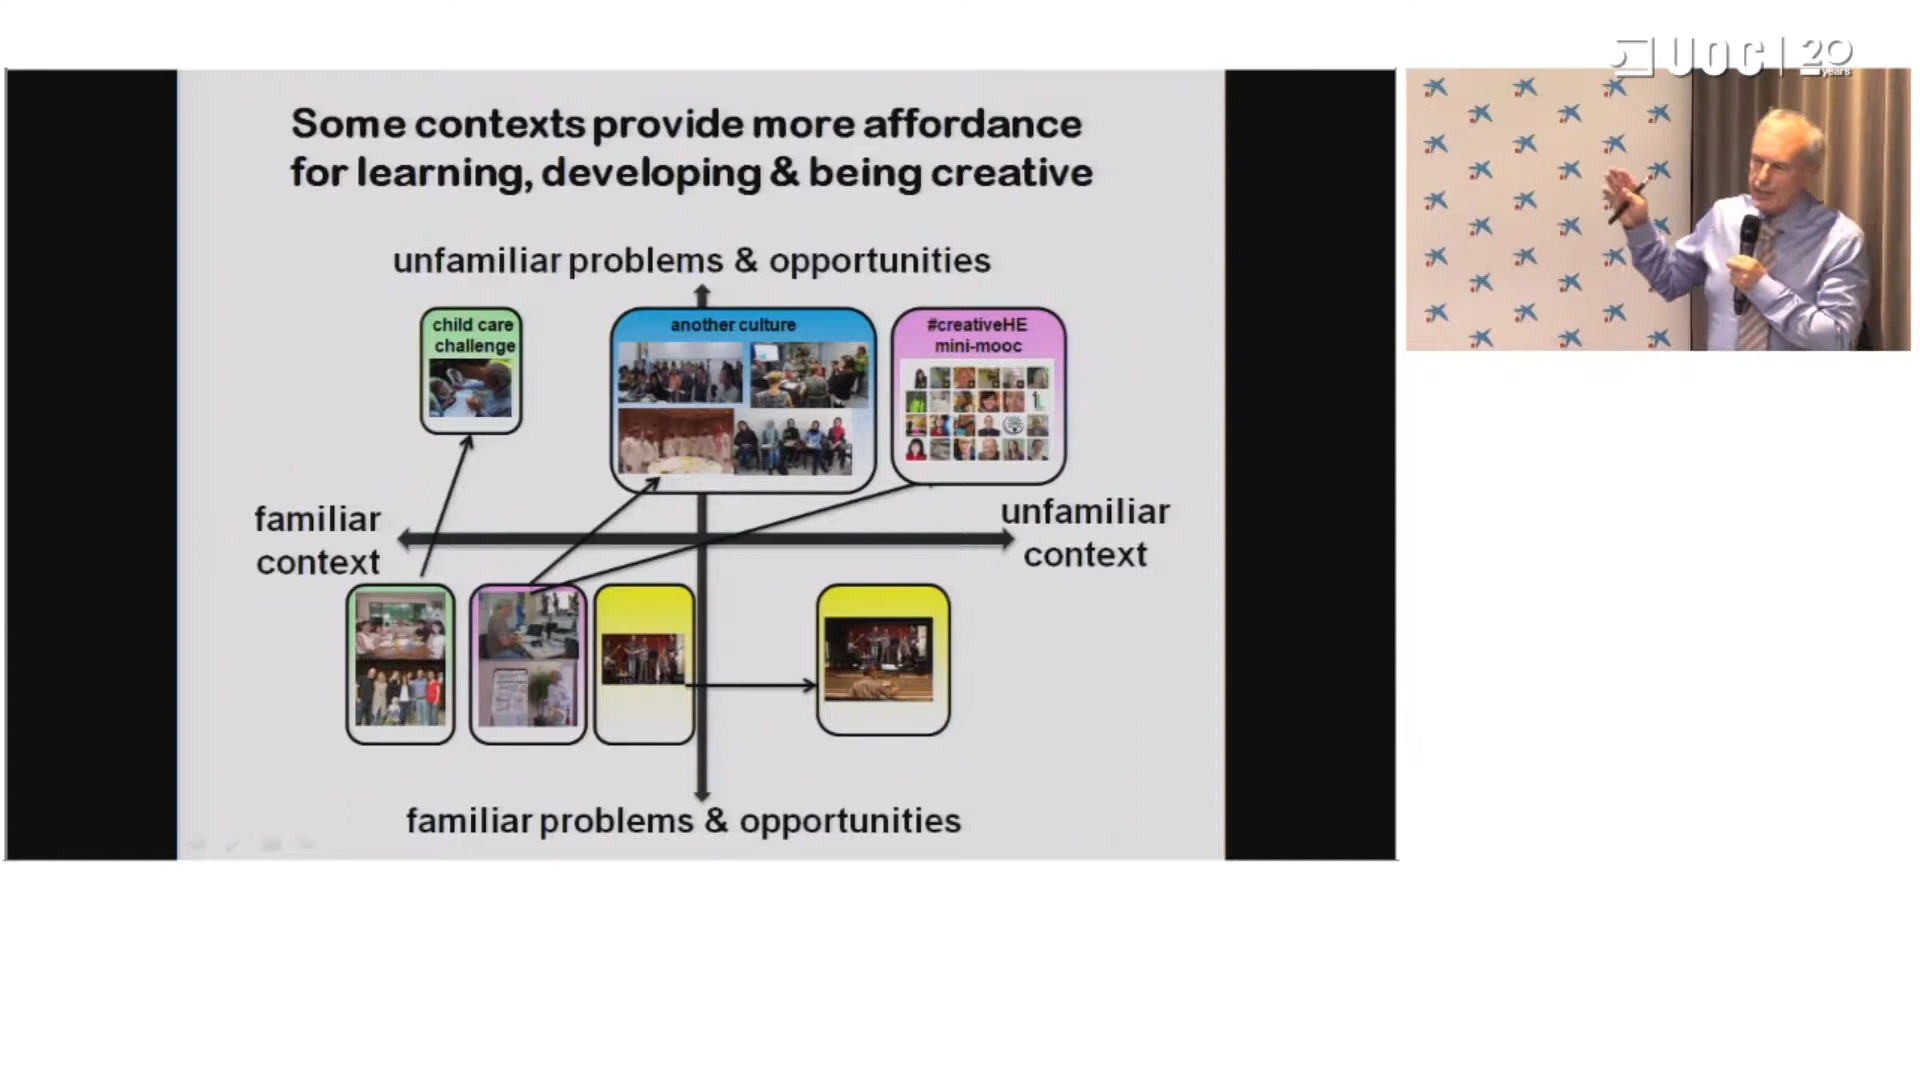 Some contexts provide more affordance
for learning, developing & being creative
unfamiliar problems & opportunities
child care
challenge
another culture
#creativeHE
mini-mooc
familiar
context
unfamiliar
context
familiar problems & opportunities
UOC | 20
years